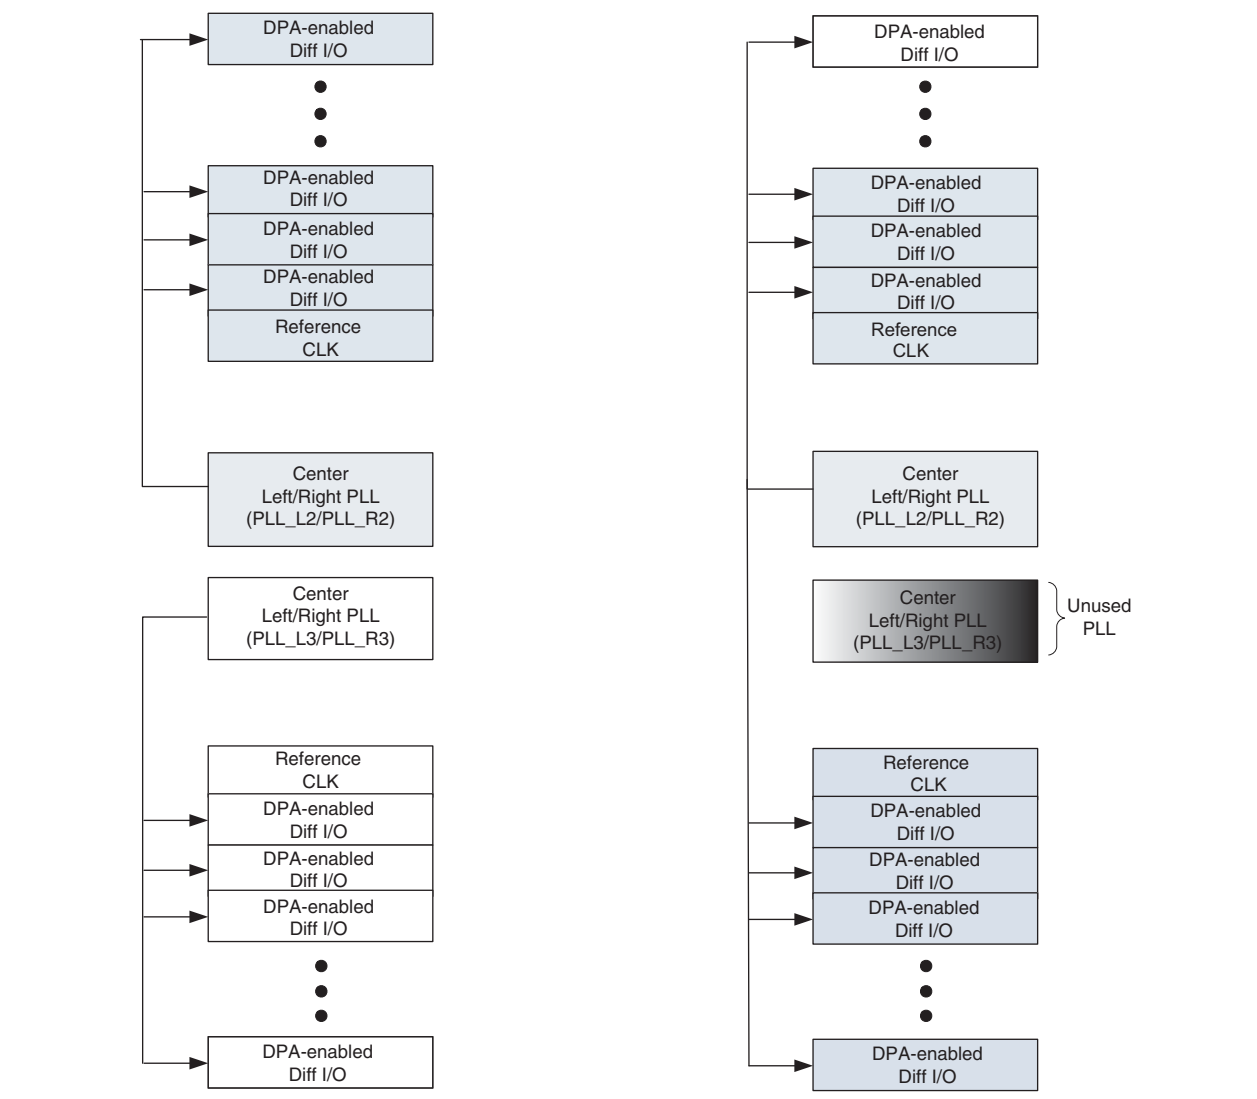 DPA-enabled
Diff I/O
DPA-enabled
Diff I/O
DPA-enabled
Diff I/O
DPA-enabled
Diff I/O
Reference
CLK
Center
Left/Right PLL
(PLL_L2/PLL_R2)
Center
Left/Right PLL
(PLL_L3/PLL_R3)
Reference
CLK
DPA-enabled
Diff I/O
DPA-enabled
Diff I/O
DPA-enabled
Diff I/O
DPA-enabled
Diff I/O
DPA-enabled
Diff I/O
DPA-enabled
Diff I/O
DPA-enabled
Diff I/O
DPA-enabled
Diff I/O
Reference
CLK
Center
Left/Right PLL
(PLL_L2/PLL_R2)
Center
Left/Right PLL
(PLL_L3/PLL_R3)
Unused
PLL
Reference
CLK
DPA-enabled
Diff I/O
DPA-enabled
Diff I/O
DPA-enabled
Diff I/O
DPA-enabled
Diff I/O